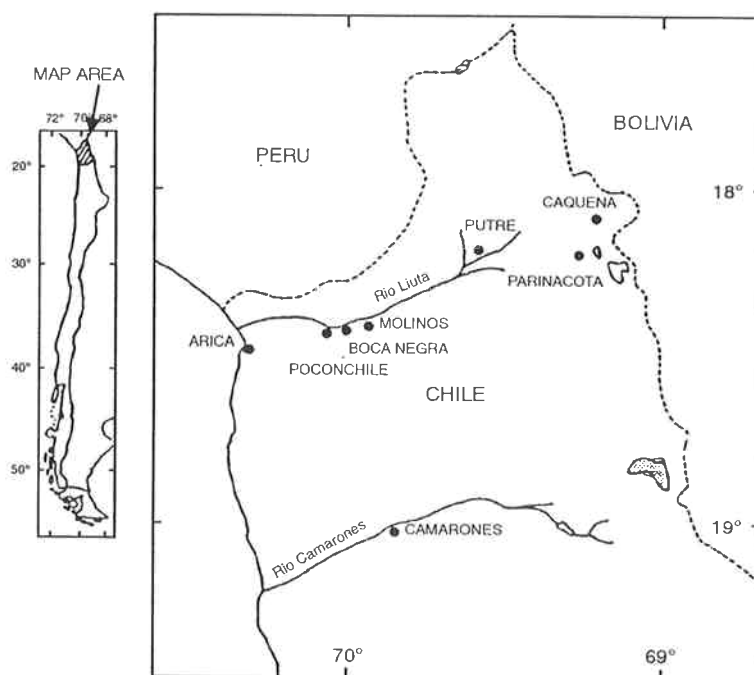 MAP AREA
72° 70° 68°
20°
30°
40°
50°
PERU
BOLIVIA
18°
CAQUENA
PUTRE
PARINACOTA
Rio Lluta
MOLINOS
ARICA
BOCA NEGRA
POCONCHILE
CHILE
19°
CAMARONES
Rio Camarones
70°
69°